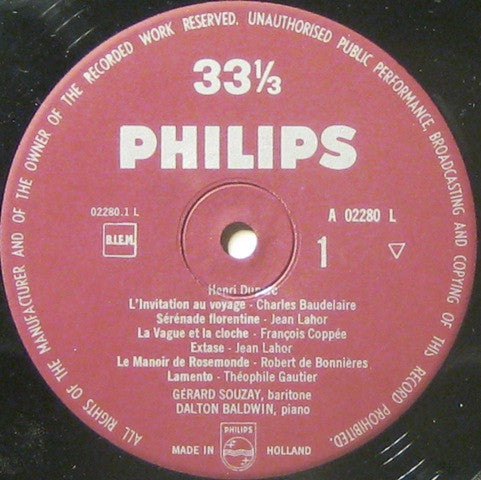 ALL RIGHTS OF THE MANUFACTURER AND OF THE OWNER OF THE RECORDED WORK RESERVED. UNAUTHORISED PUBLIC PERFORMANCE, BROADCASTING AND COPYING OF THIS RECORD PROHIBITED.
33⅓
PHILIPS
02280.1 L
A 02280 L
B.I.E.M.
1
Henri
L'Invitation au voyage - Charles Baudelaire
Sérénade florentine - Jean Lahor
La Vague et la cloche - François Coppée
Extase - Jean Lahor
Le Manoir de Rosemonde - Robert de Bonnières
Lamento - Théophile Gautier
GÉRARD SOUZAY, baritone
DALTON BALDWIN, piano
PHILIPS
MADE IN HOLLAND